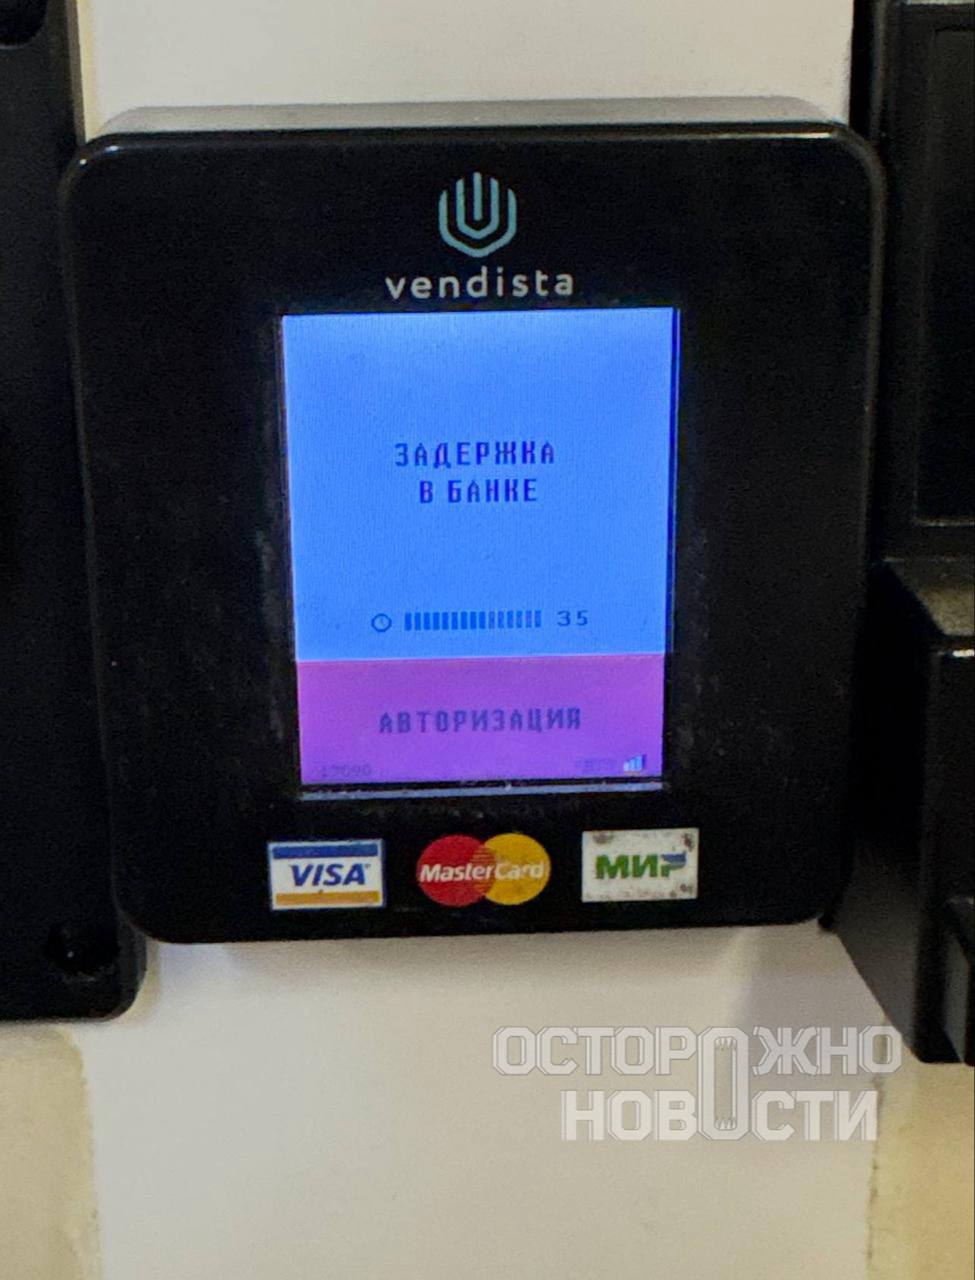 vendista
ЗАДЕРЖКА
В БАНКЕ
35
АВТОРИЗАЦИЯ
VISA
MasterCard
МИР
ОСТОРОЖНО
НОВОСТИ